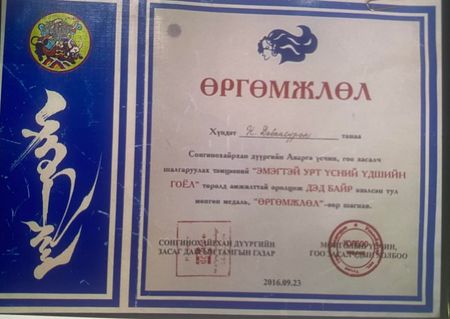 ӨРГӨМЖЛӨЛ
Хүндэт Н. Даваасүрэн танаа
Сонгинохайрхан дүүргийн Аварга үсчин, гоо засалч
шалгаруулах тэмцээний "ЭМЭГТЭЙ УРТ ҮСНИЙ ҮДШИЙН
ГОЁЛ" төрөлд амжилттай оролцож ДЭД БАЙР эзэлсэн тул
мөнгөн медаль, "ӨРГӨМЖЛӨЛ"-өөр шагнав.
СОНГИНОХАЙРХАН ДҮҮРГИЙН
ЗАСАГ ДАРГЫН ТАМГЫН ГАЗАР
МОНГОЛЫН ҮСЧИН,
ГОО ЗАСАЛЧДЫН ХОЛБОО
2016.09.23